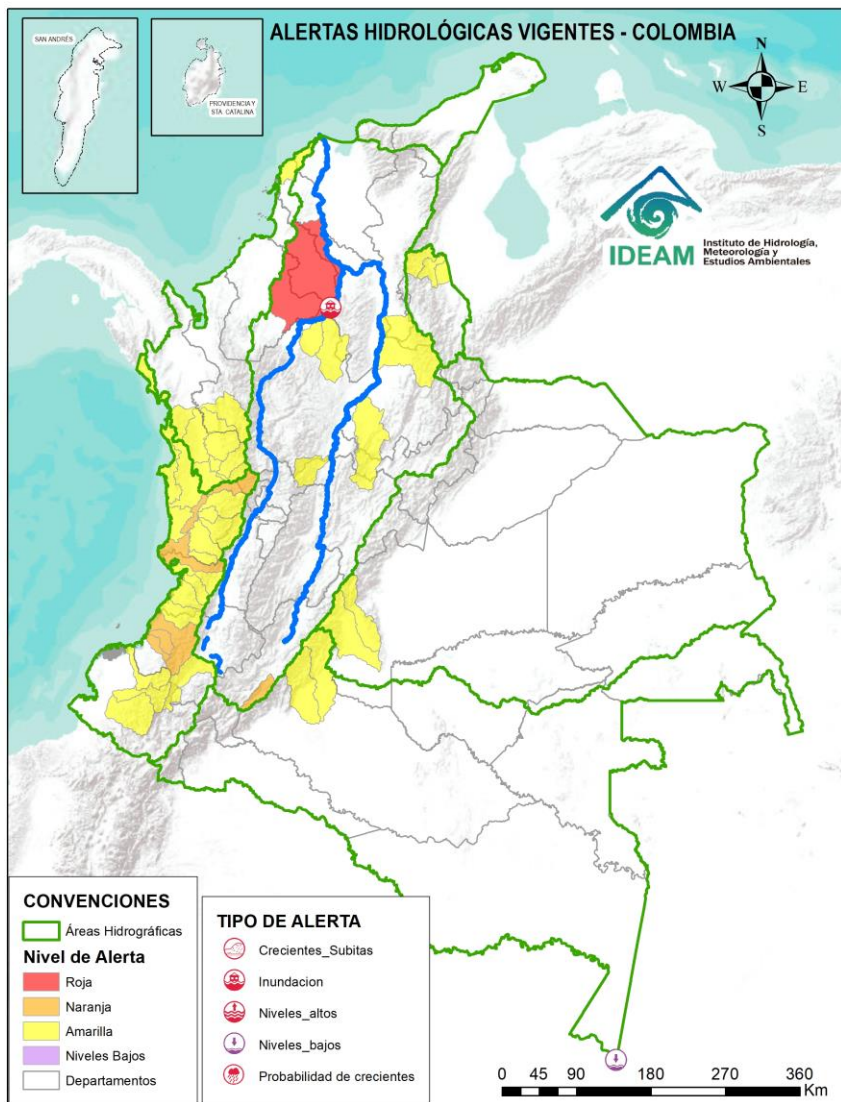 ALERTAS HIDROLÓGICAS VIGENTES - COLOMBIA
SAN ANDRÉS
PROVIDENCIA Y
STA. CATALINA
N
W
E
S
IDEAM
Instituto de Hidrología,
Meteorología y
Estudios Ambientales
CONVENCIONES
Áreas Hidrográficas
Nivel de Alerta
Roja
Naranja
Amarilla
Niveles Bajos
Departamentos
TIPO DE ALERTA
Crecientes_Subitas
Inundacion
Niveles_altos
Niveles_bajos
Probabilidad de crecientes
0 45 90 180 270 360
Km